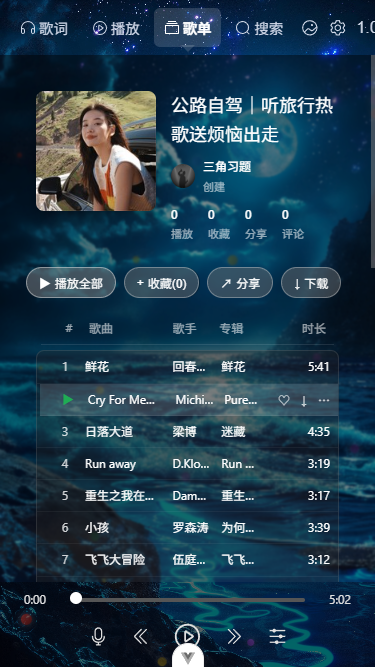 歌词 播放 歌单 搜索 1.0
公路自驾｜听旅行热
歌送烦恼出走
三角习题
创建
0 0 0 0
播放 收藏 分享 评论
播放全部 + 收藏(0) ↗ 分享 ↓ 下载
# 歌曲 歌手 专辑 时长
1 鲜花 回春... 鲜花 5:41
Cry For Me... Michi... Pure...
3 日落大道 梁博 迷藏 4:35
4 Run away D.Klo... Run ... 3:19
5 重生之我在... Dam... 重生... 3:17
6 小孩 罗森涛 为何... 3:39
7 飞飞大冒险 伍庭... 飞飞... 3:12
0:00 5:02